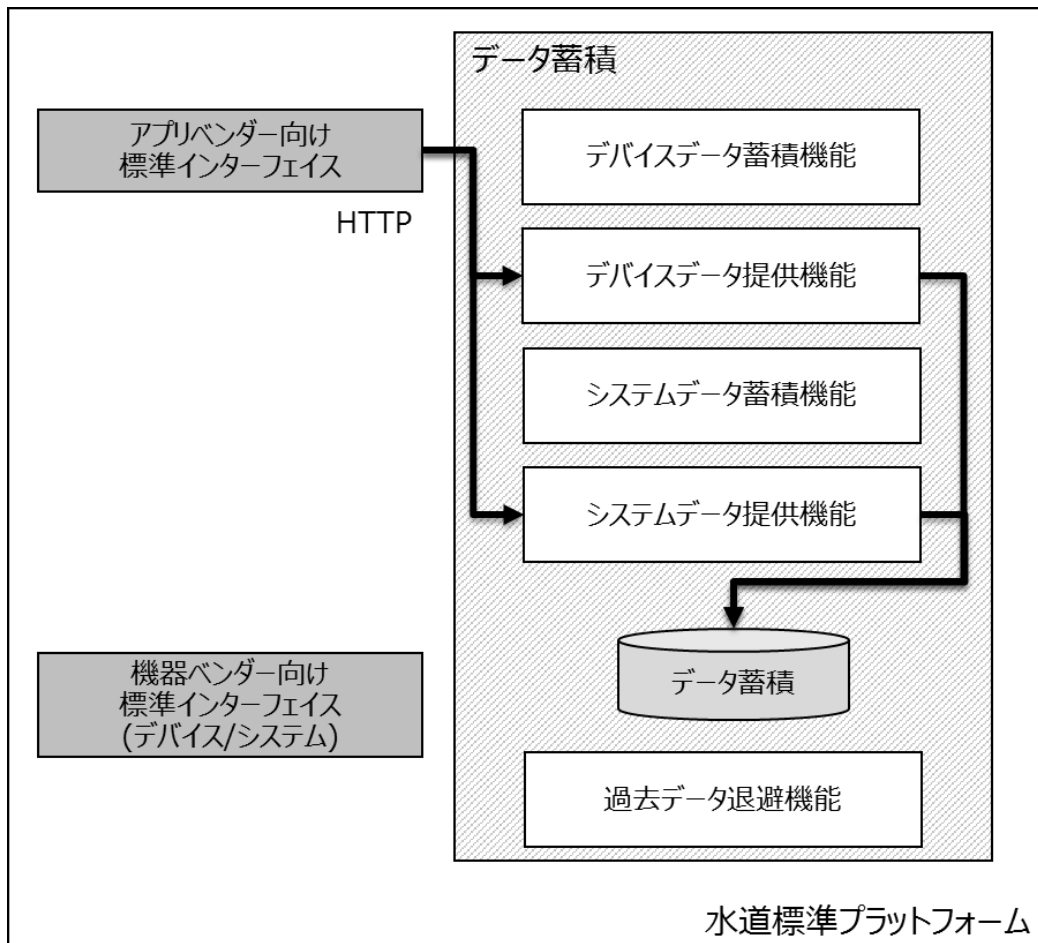 データ蓄積
アプリベンダー向け
標準インターフェイス
HTTP
デバイスデータ蓄積機能
デバイスデータ提供機能
システムデータ蓄積機能
システムデータ提供機能
データ蓄積
機器ベンダー向け
標準インターフェイス
(デバイス/システム)
過去データ退避機能
水道標準プラットフォーム